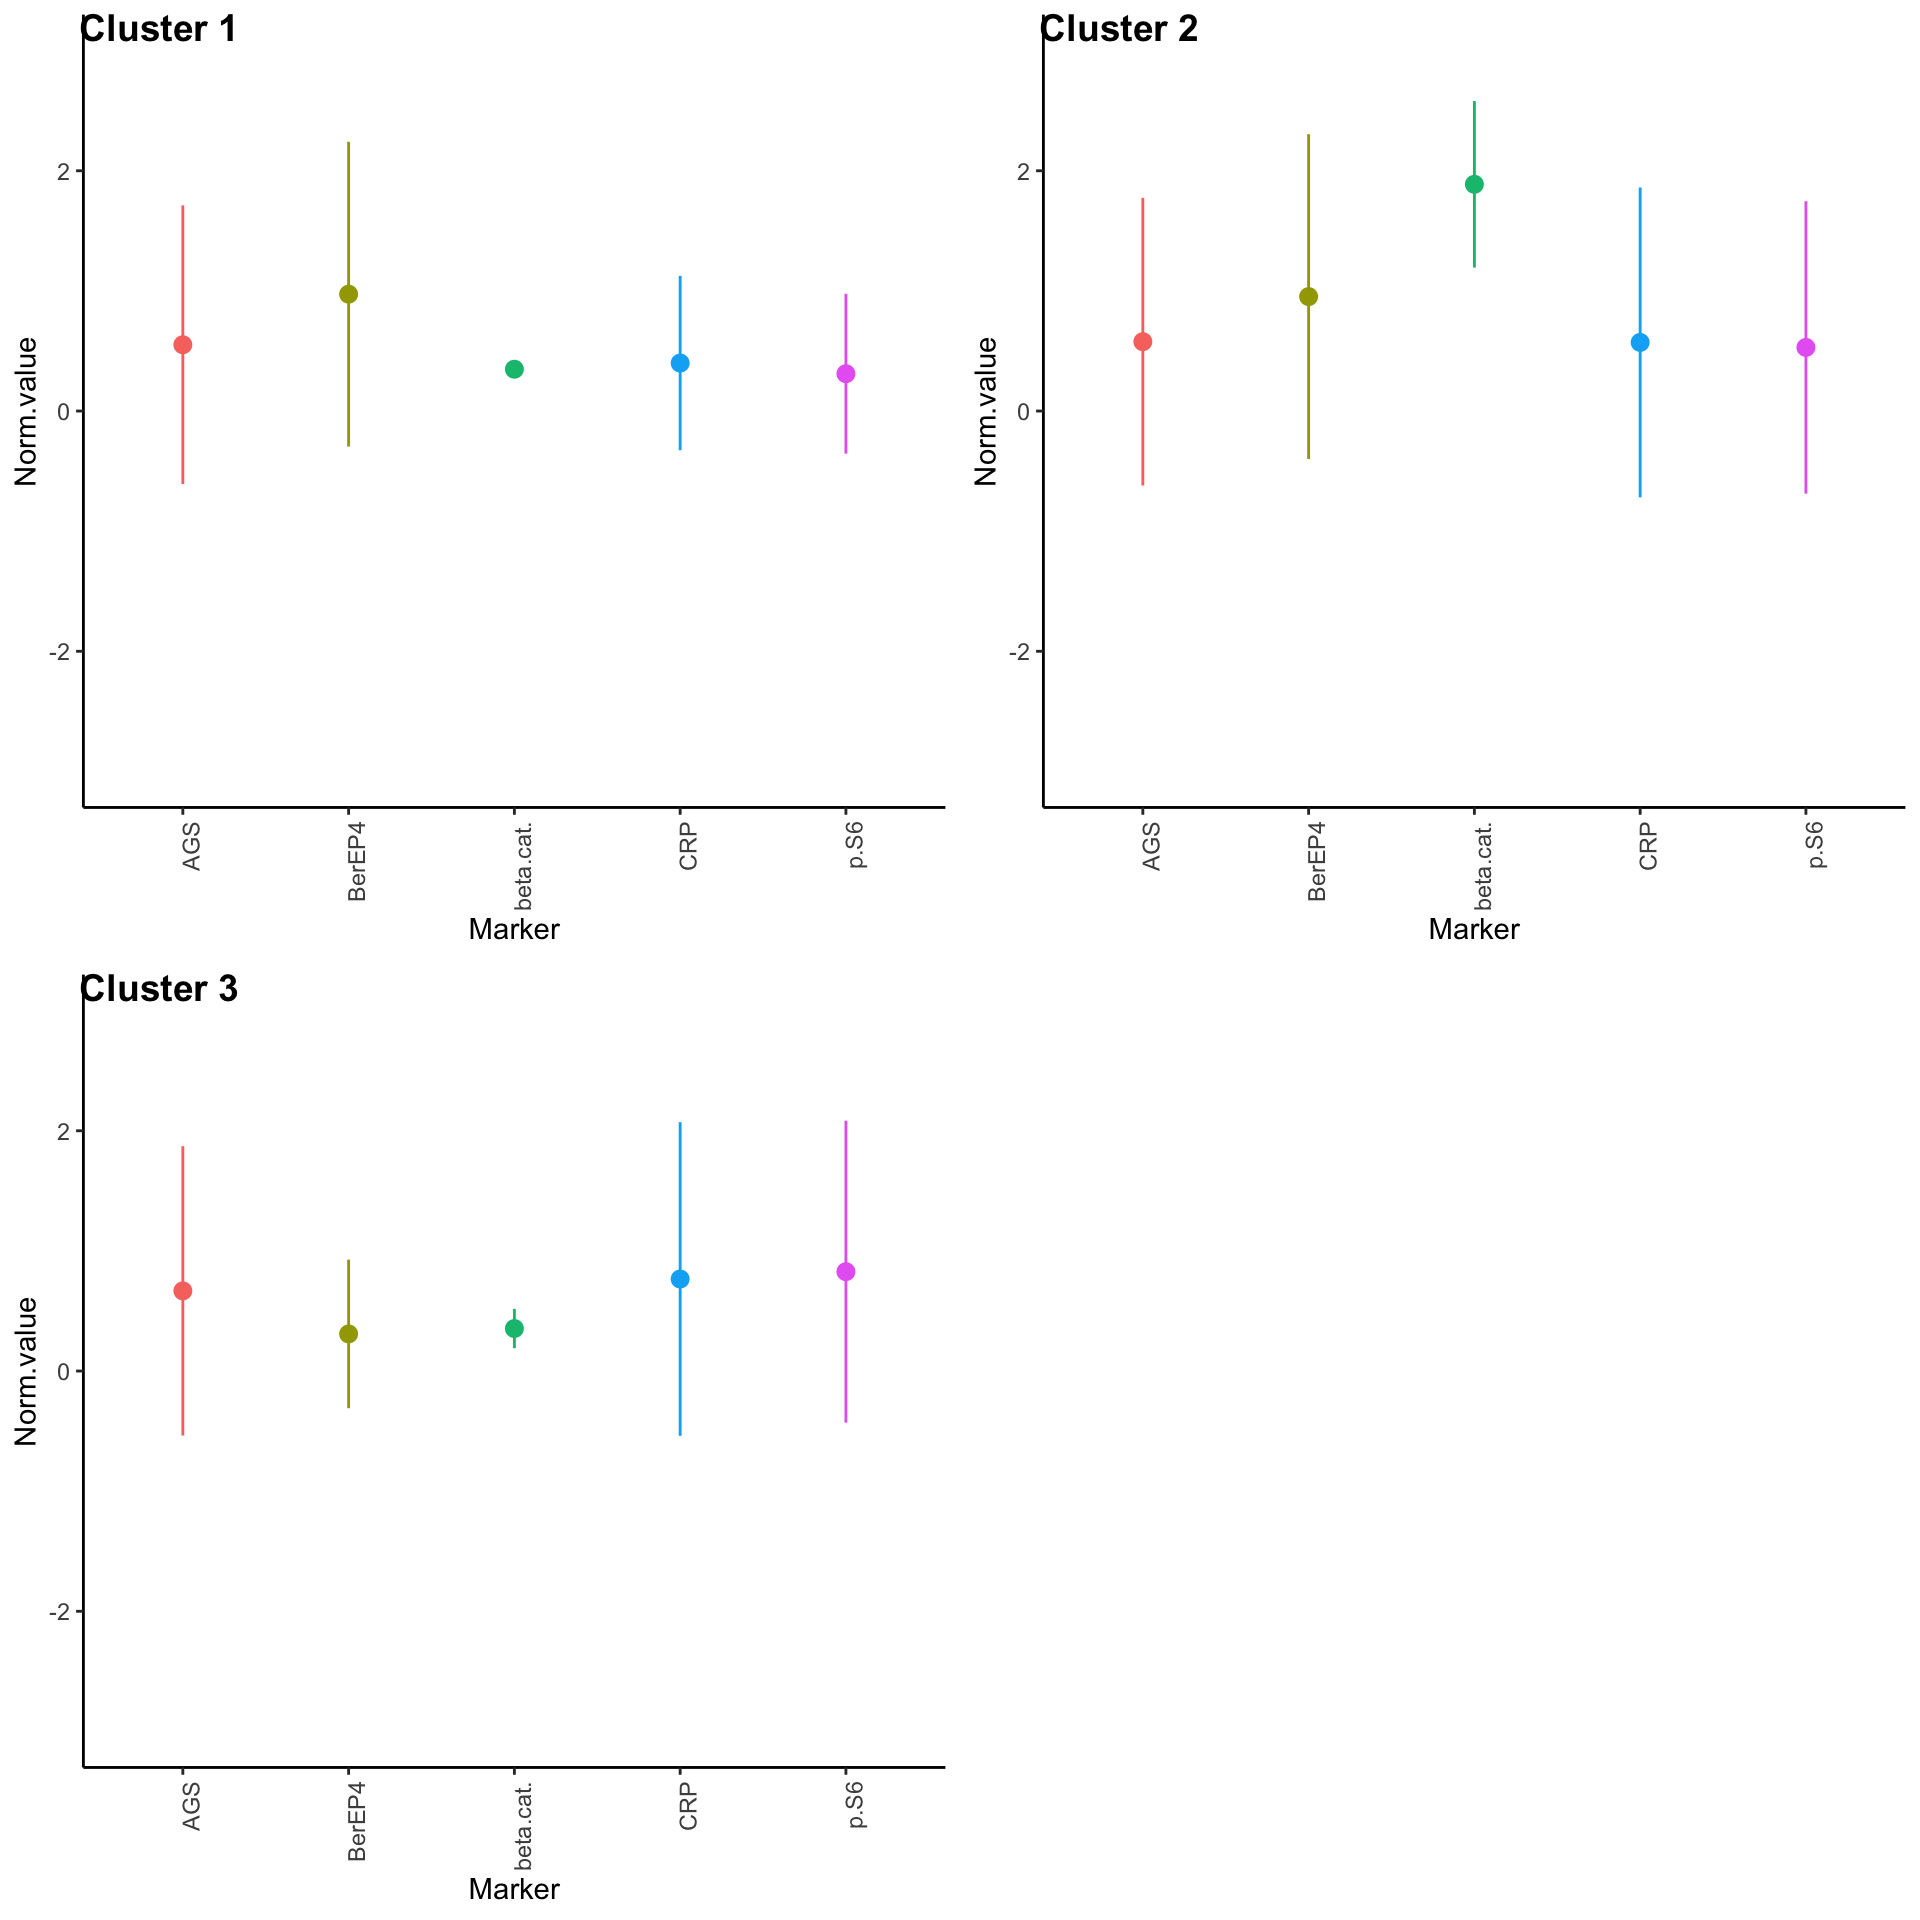 Cluster 1
Norm.value
2
0
-2
AGS
BerEP4
beta.cat.
CRP
p.S6
Marker
Cluster 2
Norm.value
2
0
-2
AGS
BerEP4
beta.cat.
CRP
p.S6
Marker
Cluster 3
Norm.value
2
0
-2
AGS
BerEP4
beta.cat.
CRP
p.S6
Marker